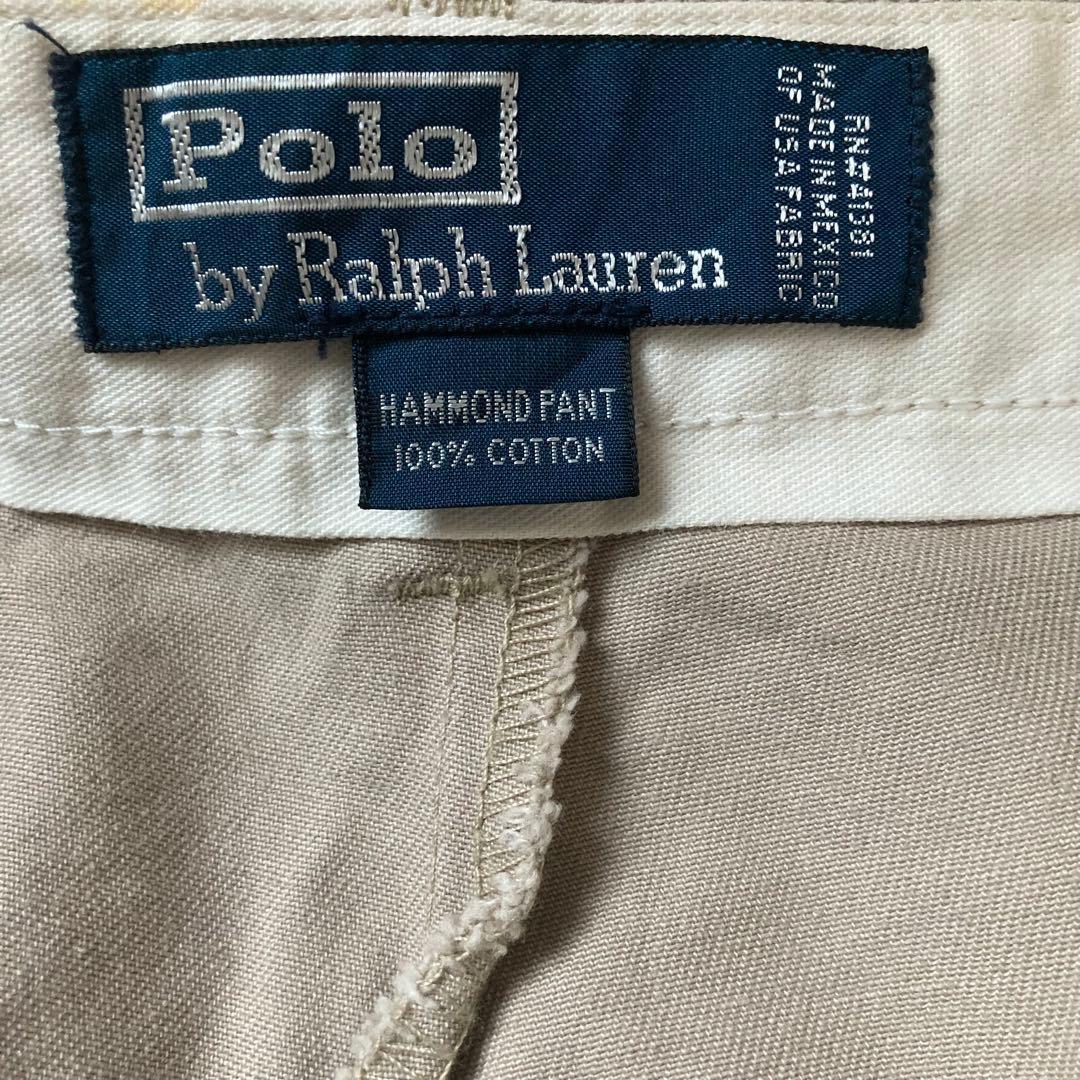 Polo
by Ralph Lauren
RN#41381
MADE IN MEXICO
OF USA FABRIC
HAMMOND PANT
100% COTTON